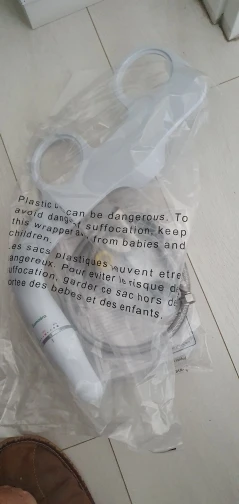 Plastic can be dangerous. To
avoid danger of suffocation, keep
this wrapper away from babies and
children.
Les sacs plastiques peuvent etre
dangereux. Pour eviter le risque de
suffocation, garder ce sac hors de
portee des bebes et des enfants.